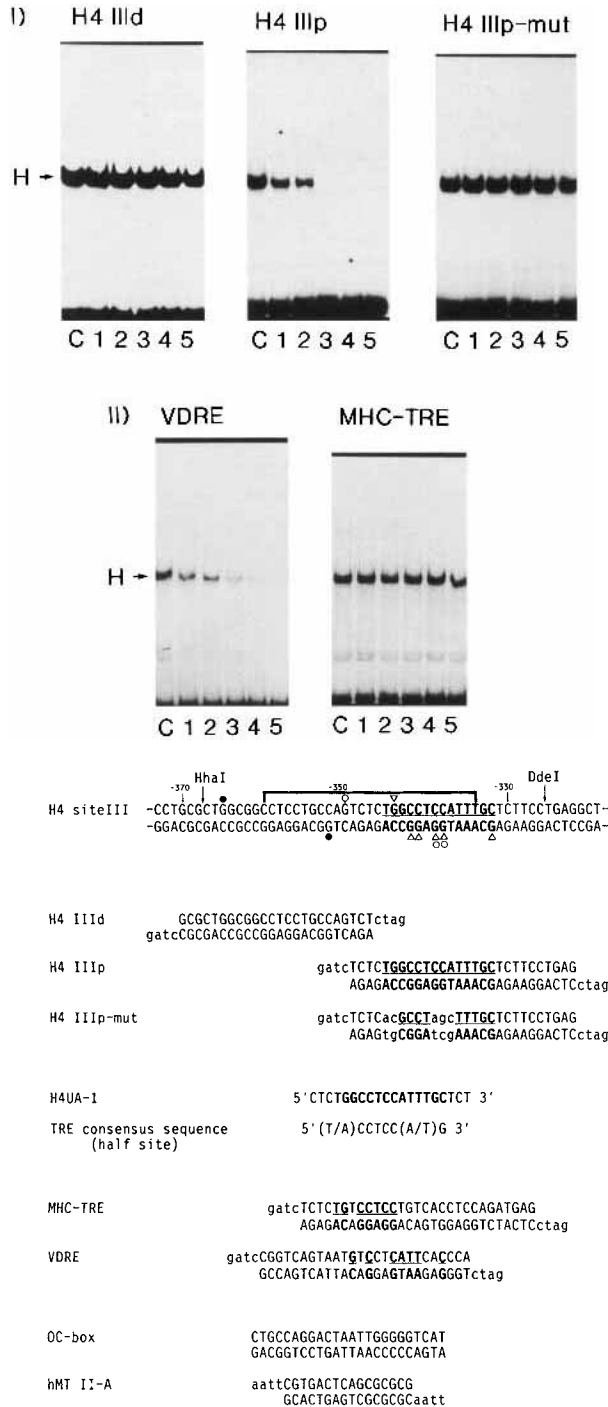 I)
H4 IIId H4 IIIp H4 IIIp-mut
H →
C 1 2 3 4 5 C 1 2 3 4 5 C 1 2 3 4 5
II)
VDRE MHC-TRE
H →
C 1 2 3 4 5 C 1 2 3 4 5
HhaI DdeI
-370 -350 -330
H4 siteIII -CCTGCGCTGGCGGCCTCCTGCCAGTCTCTGGCCTCCATTTGCTCTTCCTGAGGCT-
-GGACGCGACCGCCGGAGGACGGTCAGAGACCGGAGGTAAACGAGAAGGACTCCGA-
H4 IIId GCGCTGGCGGCCTCCTGCCAGTCTctag
gatcCGCGACCGCCGGAGGACGGTCAGA
H4 IIIp gatcTCTCTGGCCTCCATTTGCTCTTCCTGAG
AGAGACCGGAGGTAAACGAGAAGGACTCctag
H4 IIIp-mut gatcTCTCacGCCTagcTTTGCTCTTCCTGAG
AGAGtgCGGAtcgAAACGAGAAGGACTCctag
H4UA-1 5'CTCTGGCCTCCATTTGCTCT 3'
TRE consensus sequence 5'(T/A)CCTCC(A/T)G 3'
(half site)
MHC-TRE gatcTCTCTGTCCTCCTGTCACCTCCAGATGAG
AGAGACAGGAGGACAGTGGAGGTCTACTCctag
VDRE gatcCGGTCAGTAATGTCCTCATTCACCCA
GCCAGTCATTACAGGAGTAAGAGGGTctag
OC-box CTGCCAGGACTAATTGGGGGTCAT
GACGGTCCTGATTAACCCCCAGTA
hMT II-A aattCGTGACTCAGCGCGCG
GCACTGAGTCGCGCGCaatt